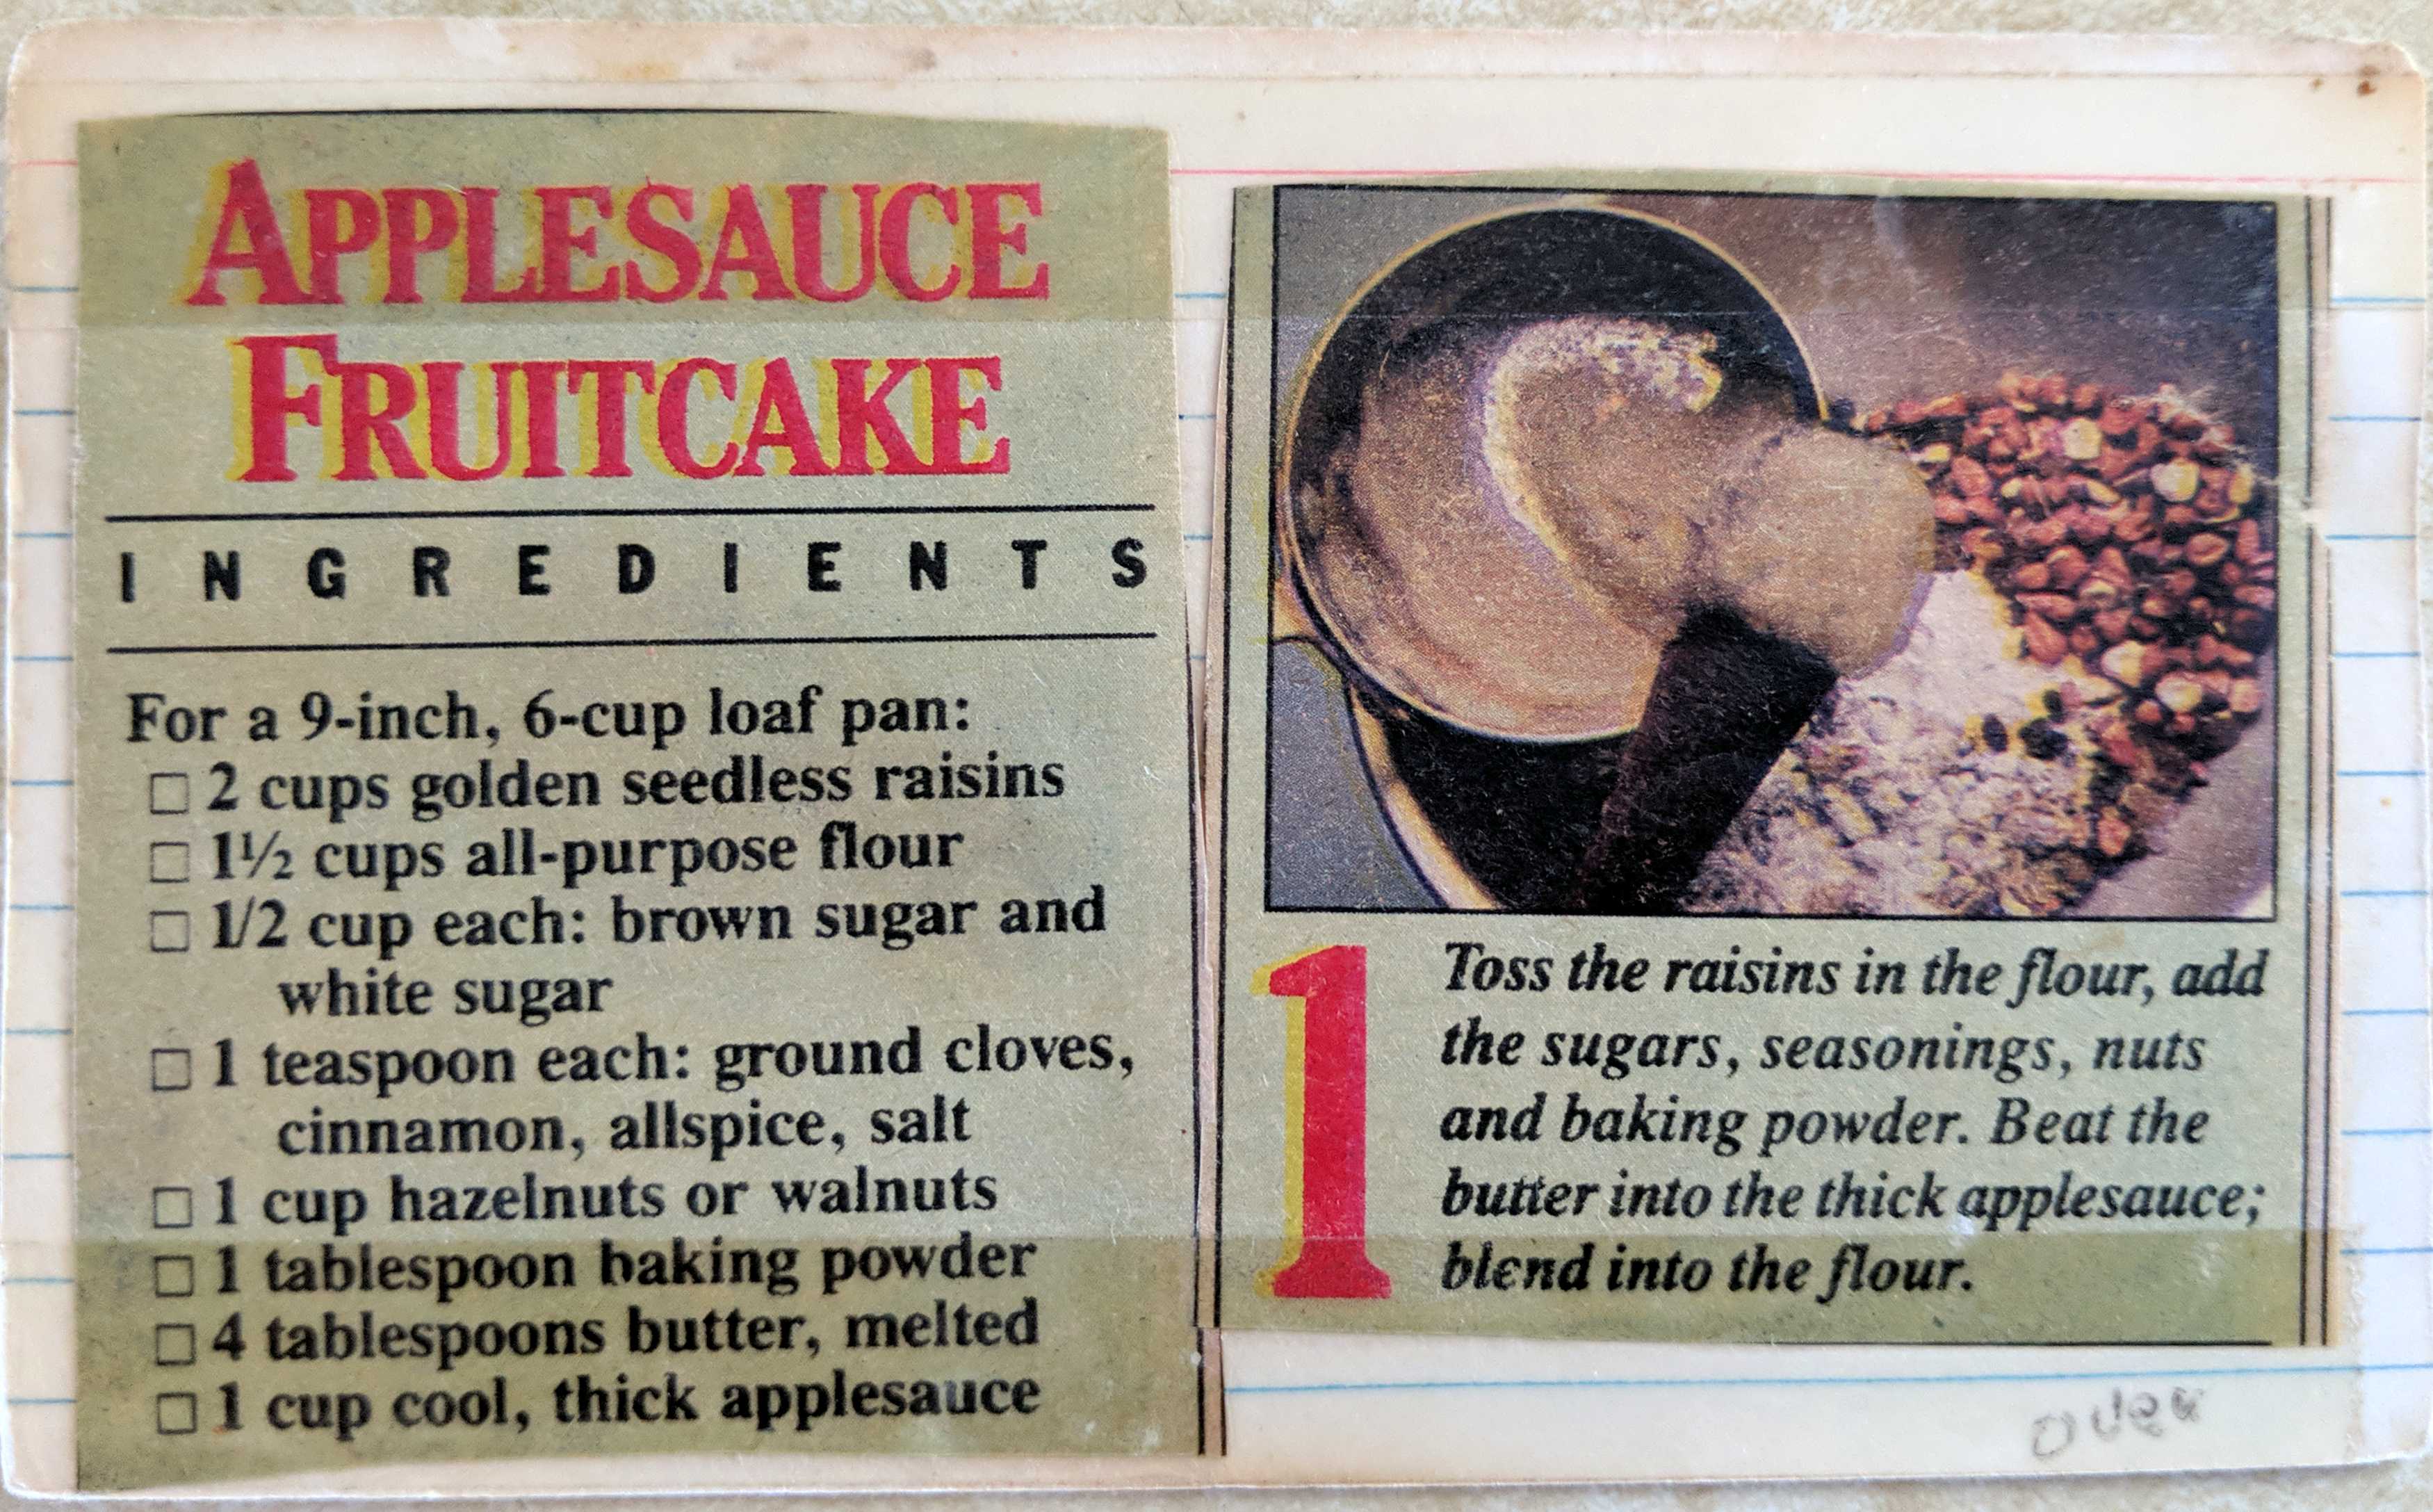 APPLESAUCE
FRUITCAKE
INGREDIENTS
For a 9-inch, 6-cup loaf pan:
□ 2 cups golden seedless raisins
□ 1½ cups all-purpose flour
□ 1/2 cup each: brown sugar and
white sugar
□ 1 teaspoon each: ground cloves,
cinnamon, allspice, salt
□ 1 cup hazelnuts or walnuts
□ 1 tablespoon baking powder
□ 4 tablespoons butter, melted
□ 1 cup cool, thick applesauce
1 Toss the raisins in the flour, add
the sugars, seasonings, nuts
and baking powder. Beat the
butter into the thick applesauce;
blend into the flour.
over